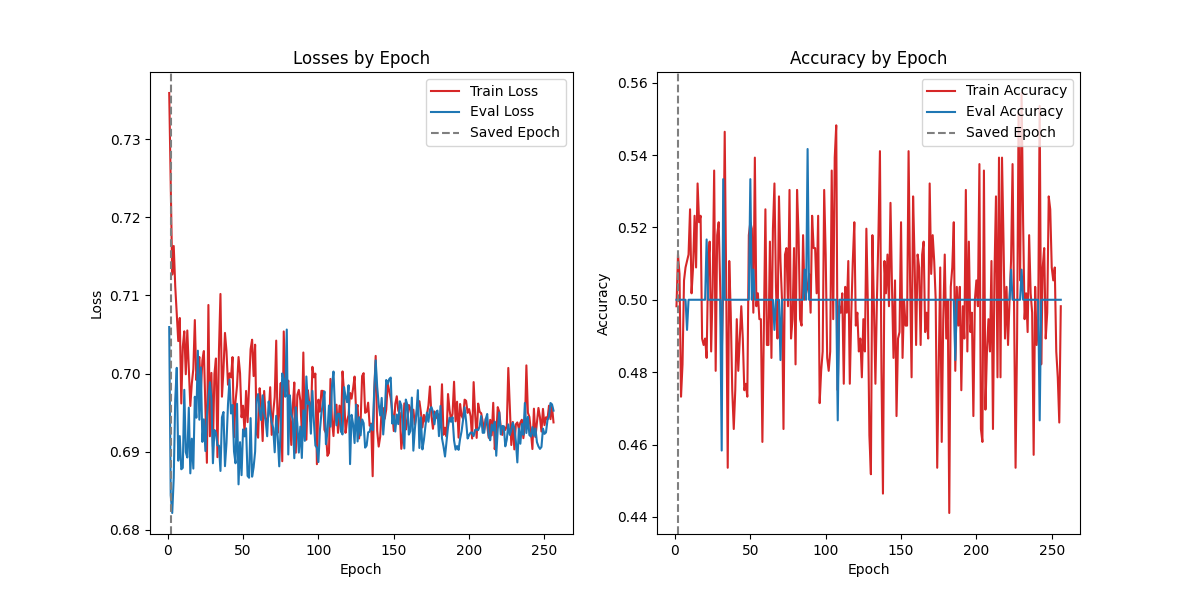 Losses by Epoch
Train Loss
Eval Loss
Saved Epoch
0.73
0.72
0.71
0.70
0.69
0.68
Loss
0
50
100
150
200
250
Epoch
Accuracy by Epoch
Train Accuracy
Eval Accuracy
Saved Epoch
0.56
0.54
0.52
0.50
0.48
0.46
0.44
Accuracy
0
50
100
150
200
250
Epoch